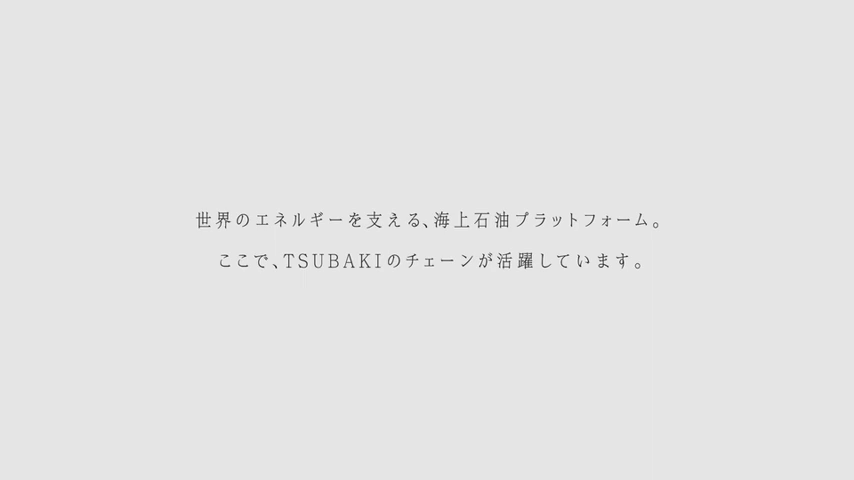 世界のエネルギーを支える、海上石油プラットフォーム。
ここで、TSUBAKIのチェーンが活躍しています。